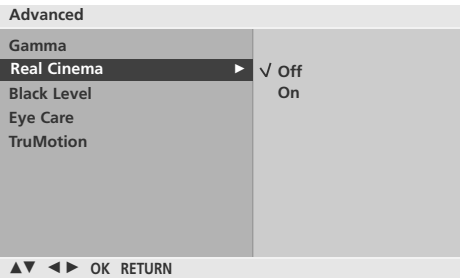 Advanced
Gamma
Real Cinema ►
√ Off
On
Black Level
Eye Care
TruMotion
▲▼ ◄► OK RETURN